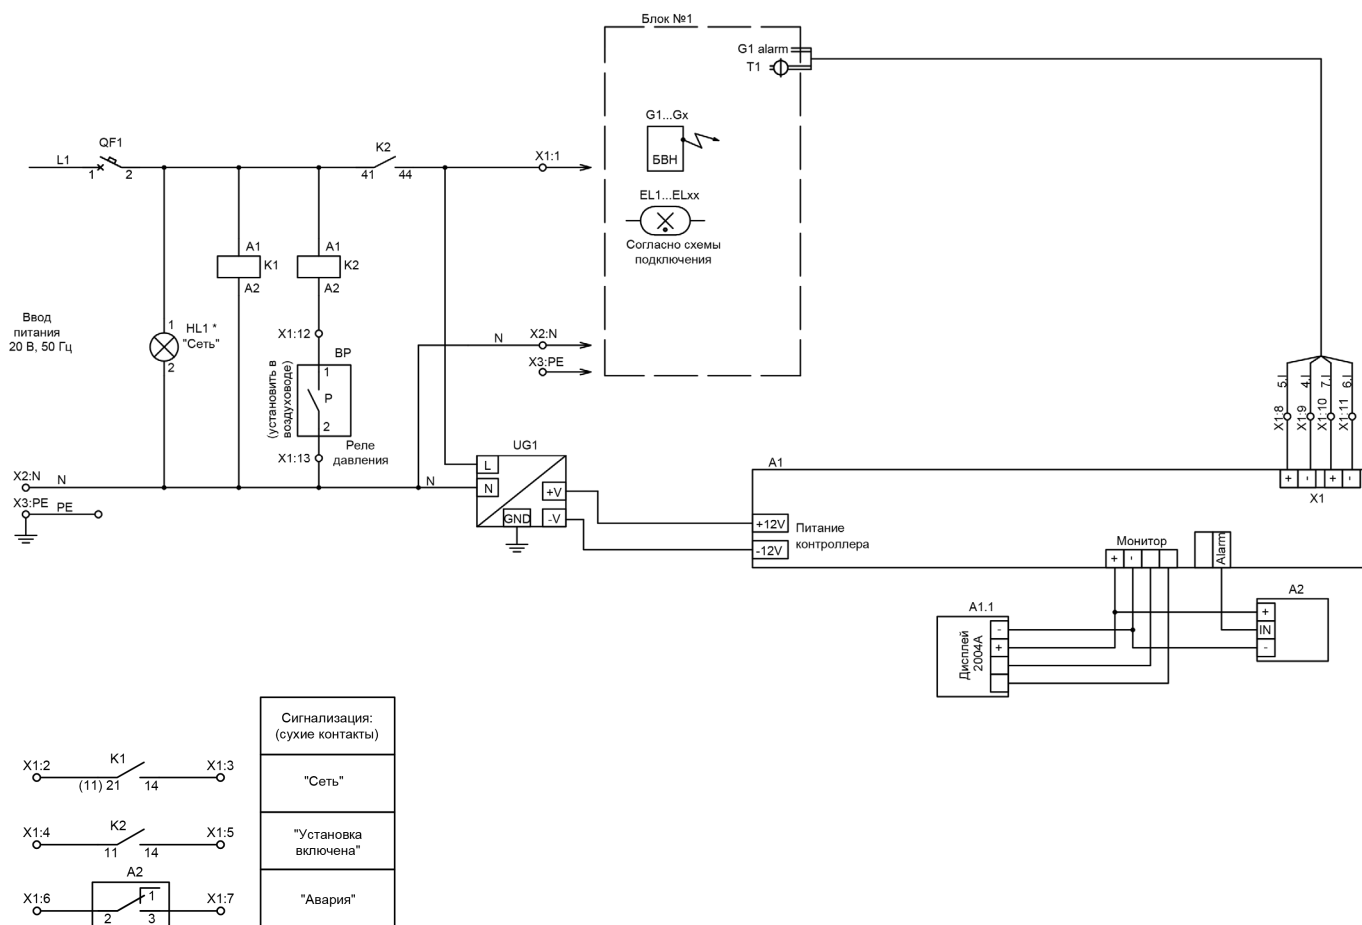 Блок №1
G1 alarm
T1
G1...Gx
БВН
EL1...ELxx
Согласно схемы
подключения
L1
QF1
1
2
K2
41
44
X1:1
A1
K1
A2
A1
K2
A2
Ввод
питания
20 В, 50 Гц
1
HL1 *
"Сеть"
2
X1:12
BP
1
P
2
(установить в
воздуховоде)
X1:13
Реле
давления
N
X2:N
X3:PE
X2:N
N
X3:PE
PE
N
UG1
L
N
+V
GND
-V
A1
+12V
-12V
Питание
контроллера
5.I
4.I
7.I
6.I
X1:8
X1:9
X1:10
X1:11
+
-
+
-
X1
Монитор
+
-
Alarm
A1.1
Дисплей
2004A
-
+
A2
+
IN
-
Сигнализация:
(сухие контакты)
X1:2
K1
X1:3
(11) 21
14
"Сеть"
X1:4
K2
X1:5
11
14
"Установка
включена"
A2
X1:6
1
X1:7
2
3
"Авария"